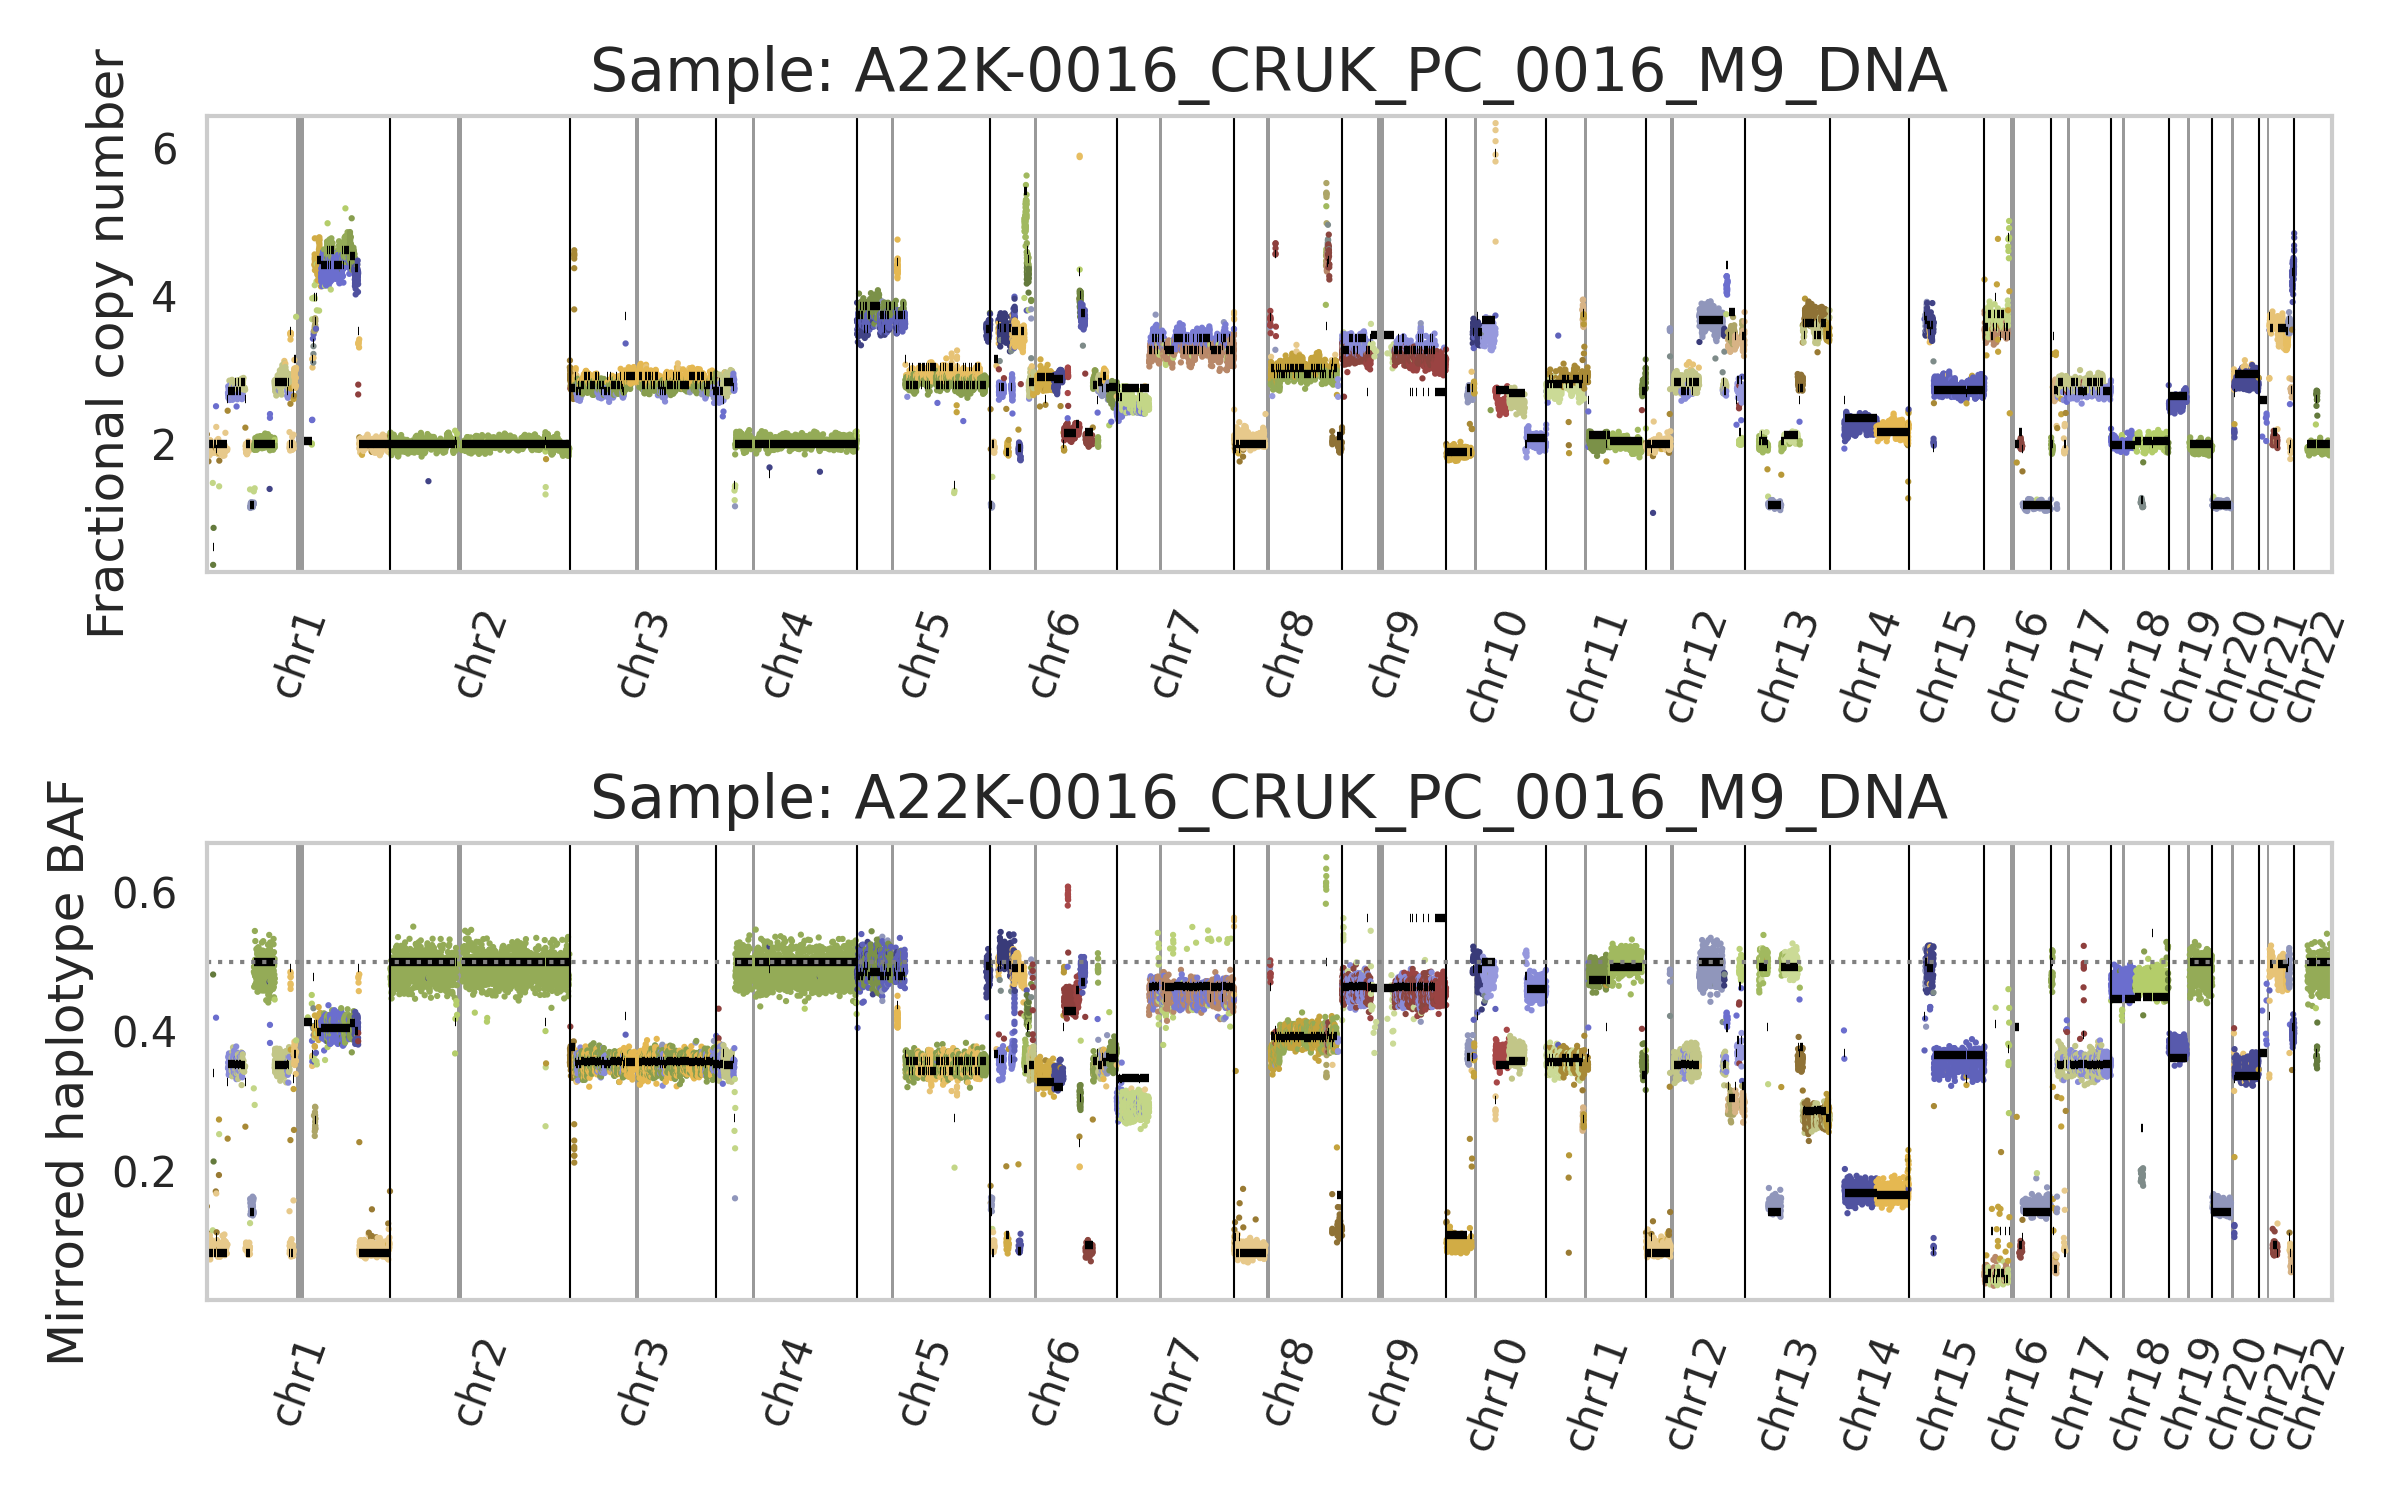 Sample: A22K-0016_CRUK_PC_0016_M9_DNA
Fractional copy number
6
4
2
chr1
chr2
chr3
chr4
chr5
chr6
chr7
chr8
chr9
chr10
chr11
chr12
chr13
chr14
chr15
chr16
chr17
chr18
chr19
chr20
chr21
chr22
Sample: A22K-0016_CRUK_PC_0016_M9_DNA
Mirrored haplotype BAF
0.6
0.4
0.2
chr1
chr2
chr3
chr4
chr5
chr6
chr7
chr8
chr9
chr10
chr11
chr12
chr13
chr14
chr15
chr16
chr17
chr18
chr19
chr20
chr21
chr22